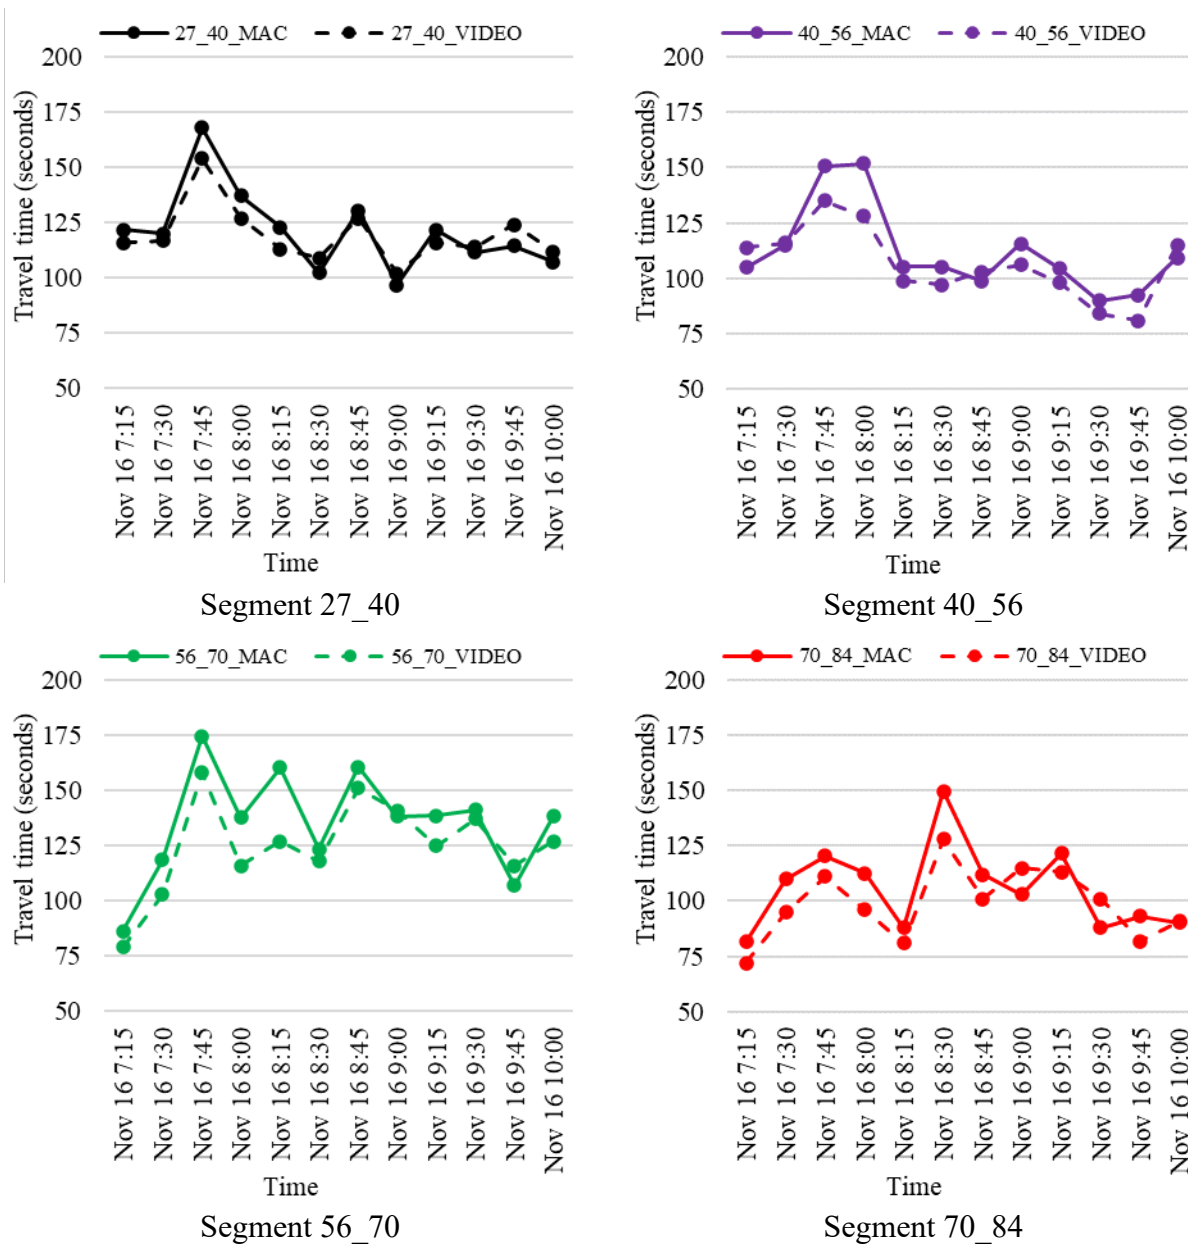 27_40_MAC 27_40_VIDEO
200
175
150
125
100
75
50
Travel time (seconds)
Nov 16 7:15
Nov 16 7:30
Nov 16 7:45
Nov 16 8:00
Nov 16 8:15
Nov 16 8:30
Nov 16 8:45
Nov 16 9:00
Nov 16 9:15
Nov 16 9:30
Nov 16 9:45
Nov 16 10:00
Time
Segment 27_40
40_56_MAC 40_56_VIDEO
200
175
150
125
100
75
50
Travel time (seconds)
Nov 16 7:15
Nov 16 7:30
Nov 16 7:45
Nov 16 8:00
Nov 16 8:15
Nov 16 8:30
Nov 16 8:45
Nov 16 9:00
Nov 16 9:15
Nov 16 9:30
Nov 16 9:45
Nov 16 10:00
Time
Segment 40_56
56_70_MAC 56_70_VIDEO
200
175
150
125
100
75
50
Travel time (seconds)
Nov 16 7:15
Nov 16 7:30
Nov 16 7:45
Nov 16 8:00
Nov 16 8:15
Nov 16 8:30
Nov 16 8:45
Nov 16 9:00
Nov 16 9:15
Nov 16 9:30
Nov 16 9:45
Nov 16 10:00
Time
Segment 56_70
70_84_MAC 70_84_VIDEO
200
175
150
125
100
75
50
Travel time (seconds)
Nov 16 7:15
Nov 16 7:30
Nov 16 7:45
Nov 16 8:00
Nov 16 8:15
Nov 16 8:30
Nov 16 8:45
Nov 16 9:00
Nov 16 9:15
Nov 16 9:30
Nov 16 9:45
Nov 16 10:00
Time
Segment 70_84